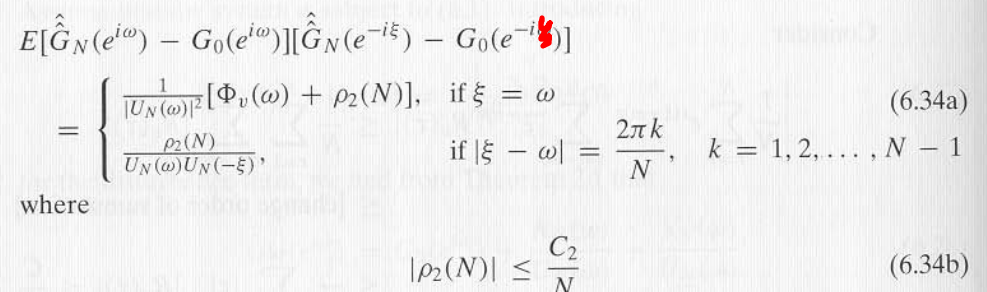 E[\hat{\hat{G}}_N(e^{iω}) − G_0(e^{iω})][\hat{\hat{G}}_N(e^{−iξ}) − G_0(e^{−iξ})]
= { \frac{1}{|U_N(ω)|^2}[Φ_v(ω) + ρ_2(N)], if ξ = ω (6.34a)
\frac{ρ_2(N)}{U_N(ω)U_N(−ξ)}, if |ξ − ω| = \frac{2πk}{N}, k = 1, 2, . . . , N − 1
where
|ρ_2(N)| ≤ \frac{C_2}{N} (6.34b)